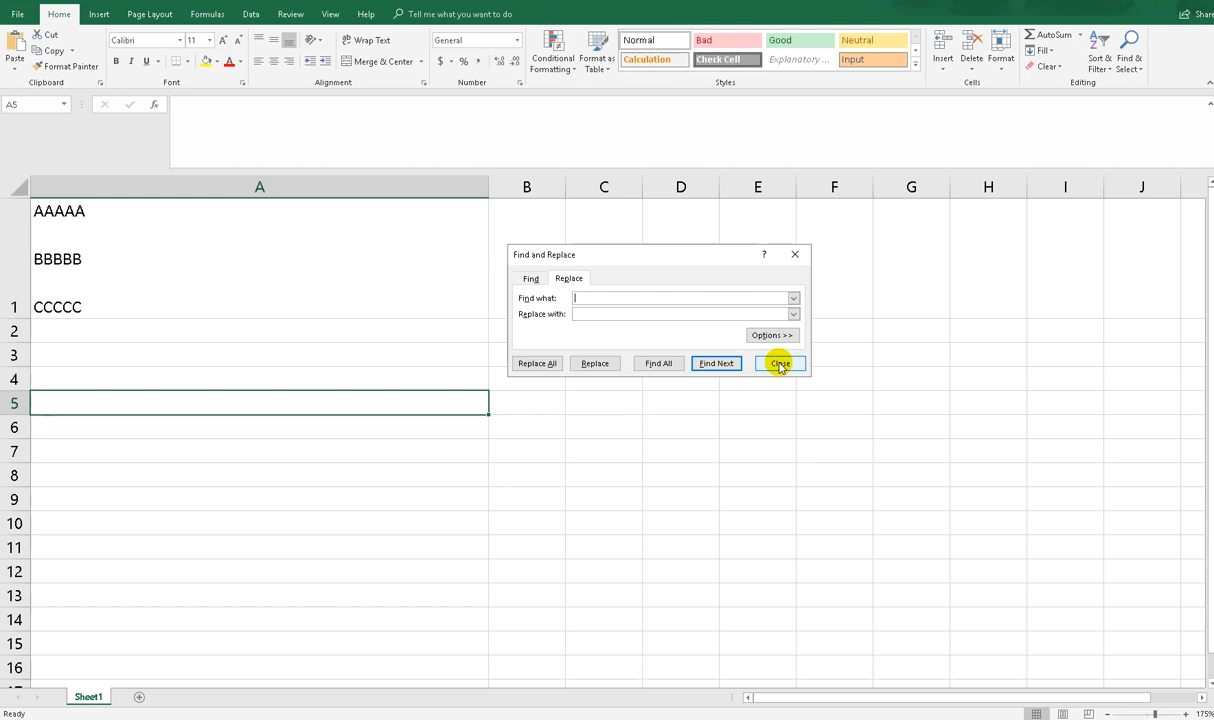 File Home Insert Page Layout Formulas Data Review View Help Tell me what you want to do Share
Paste Cut Copy Format Painter Clipboard
Calibri 11 A A B I U A Font
Wrap Text Merge & Center Alignment
General $ % , Number
Conditional Formatting Format as Table
Normal Bad Good Neutral
Calculation Check Cell Explanatory ... Input
Styles
Insert Delete Format Cells
AutoSum Fill Clear Sort & Filter Find & Select Editing
A5 fx
A B C D E F G H I J
AAAAA
BBBBB
1 CCCCC
Find and Replace ?
Find Replace
Find what:
Replace with:
Options >>
Replace All Replace Find All Find Next Close
2
3
4
5
6
7
8
9
10
11
12
13
14
15
16
Sheet1
Ready 175%